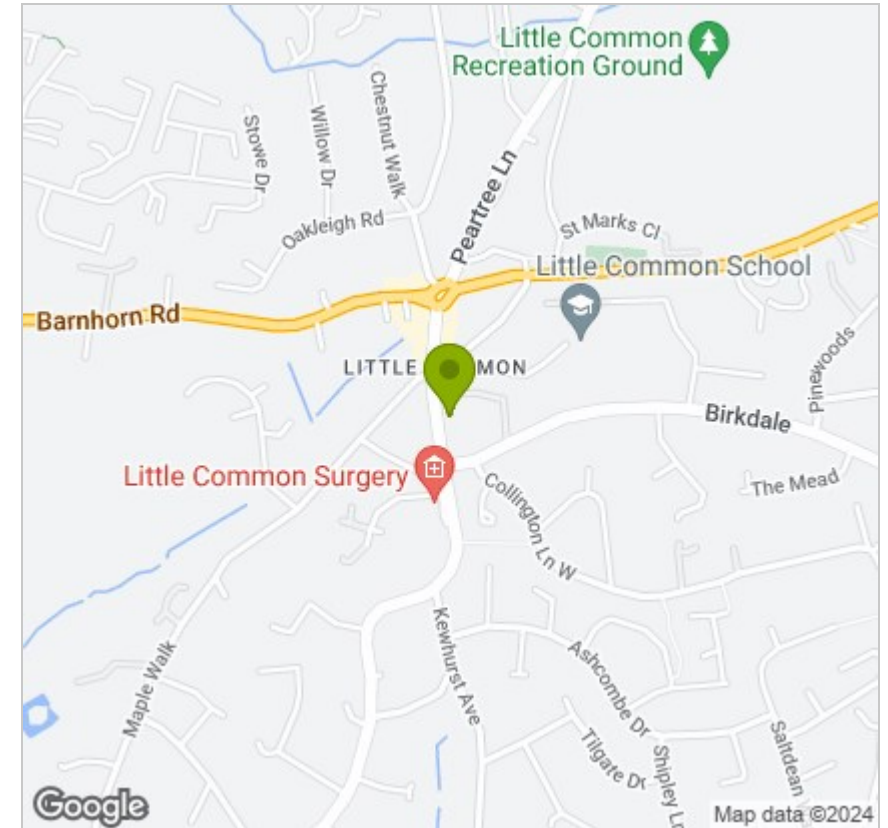 Little Common
Recreation Ground
Chestnut Walk
Willow Dr
Stowe Dr
Peartree Ln
Oakleigh Rd
St Marks Cl
Little Common School
Barnhorn Rd
LITTLE MON
Pinewoods
Birkdale
Little Common Surgery
The Mead
Collington Ln W
Kewhurst Ave
Maple Walk
Ashcombe Dr
Tilgate Dr
Shipley Ln
Saltdean W
Google
Map data ©2024